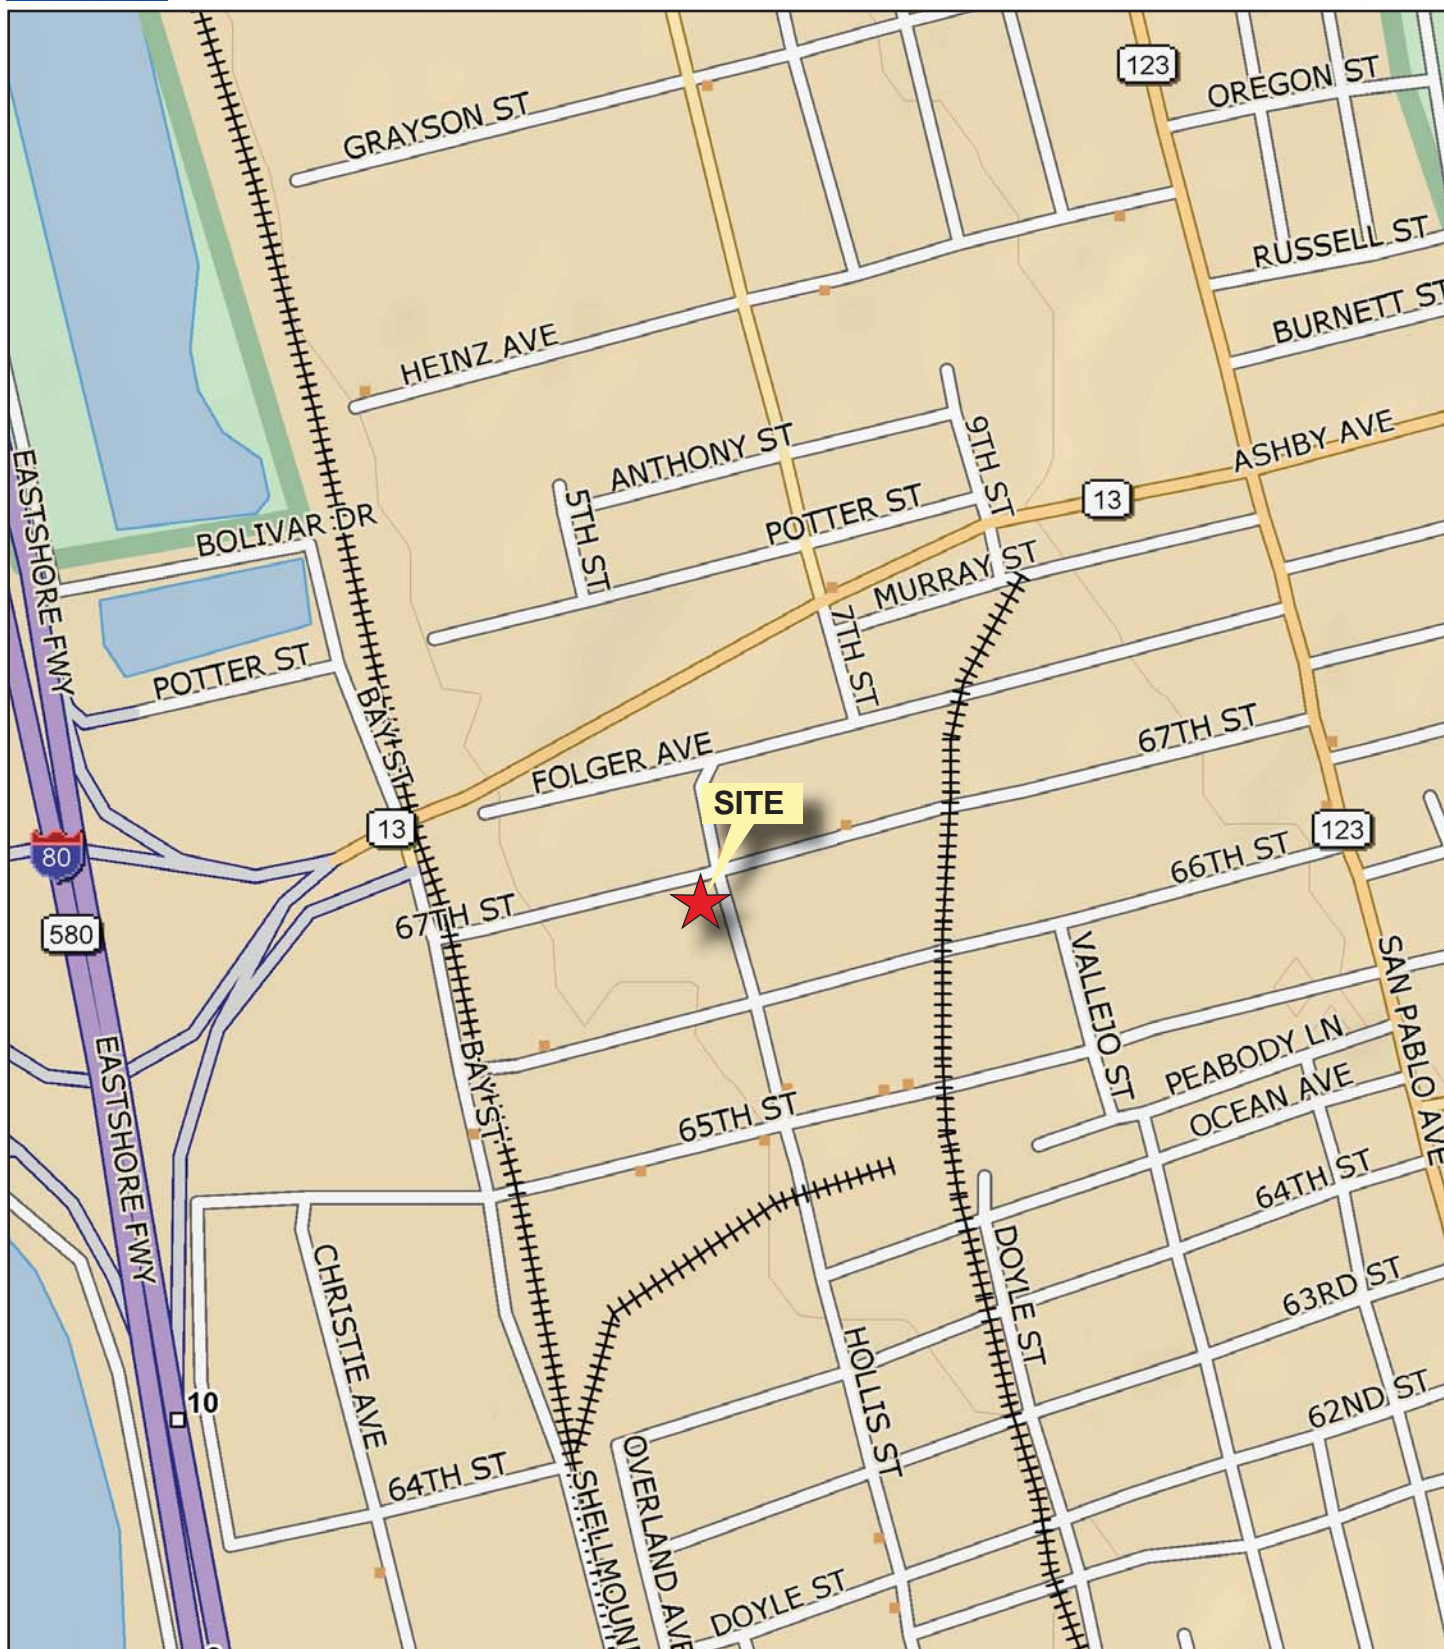 123
OREGON ST
GRAYSON ST
RUSSELL ST
BURNETT ST
HEINZ AVE
ASHBY AVE
ANTHONY ST
9TH ST
13
5TH ST
POTTER ST
EASTSHORE FWY
BOLIVAR DR
MURRAY ST
7TH ST
POTTER ST
BAY ST
67TH ST
FOLGER AVE
SITE
13
123
80
66TH ST
67TH ST
580
VALLEJO ST
SAN PABLO AVE
PEABODY LN
EASTSHORE FWY
BAY ST
OCEAN AVE
65TH ST
64TH ST
DOYLE ST
CHRISTIE AVE
63RD ST
HOLLIS ST
10
62ND ST
64TH ST
OVERLAND AVE
SHELLMOUN
DOYLE ST